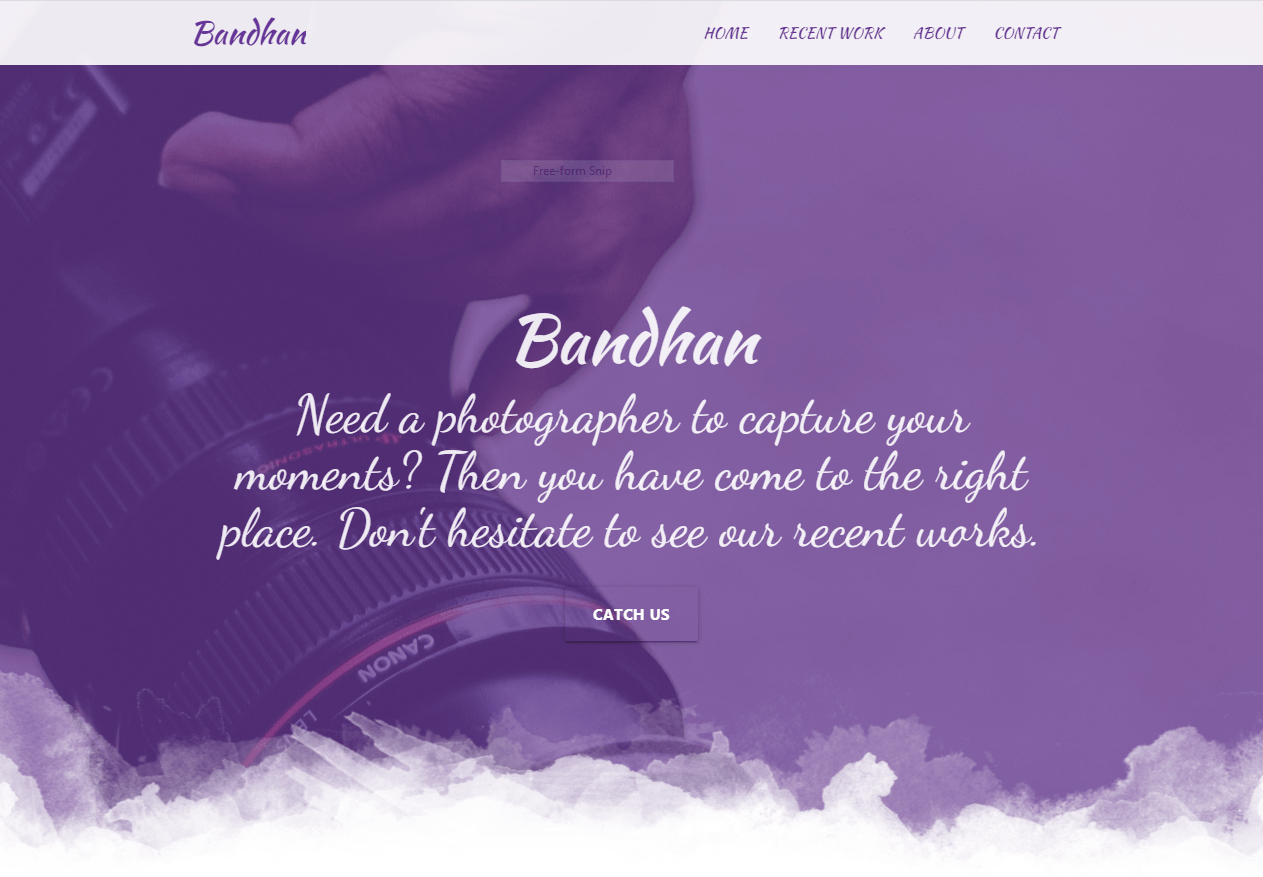 Bandhan
HOME RECENT WORK ABOUT CONTACT
Free-form Snip
Bandhan
Need a photographer to capture your
moments? Then you have come to the right
place. Don't hesitate to see our recent works.
ULTRASONIC
CATCH US
CANON